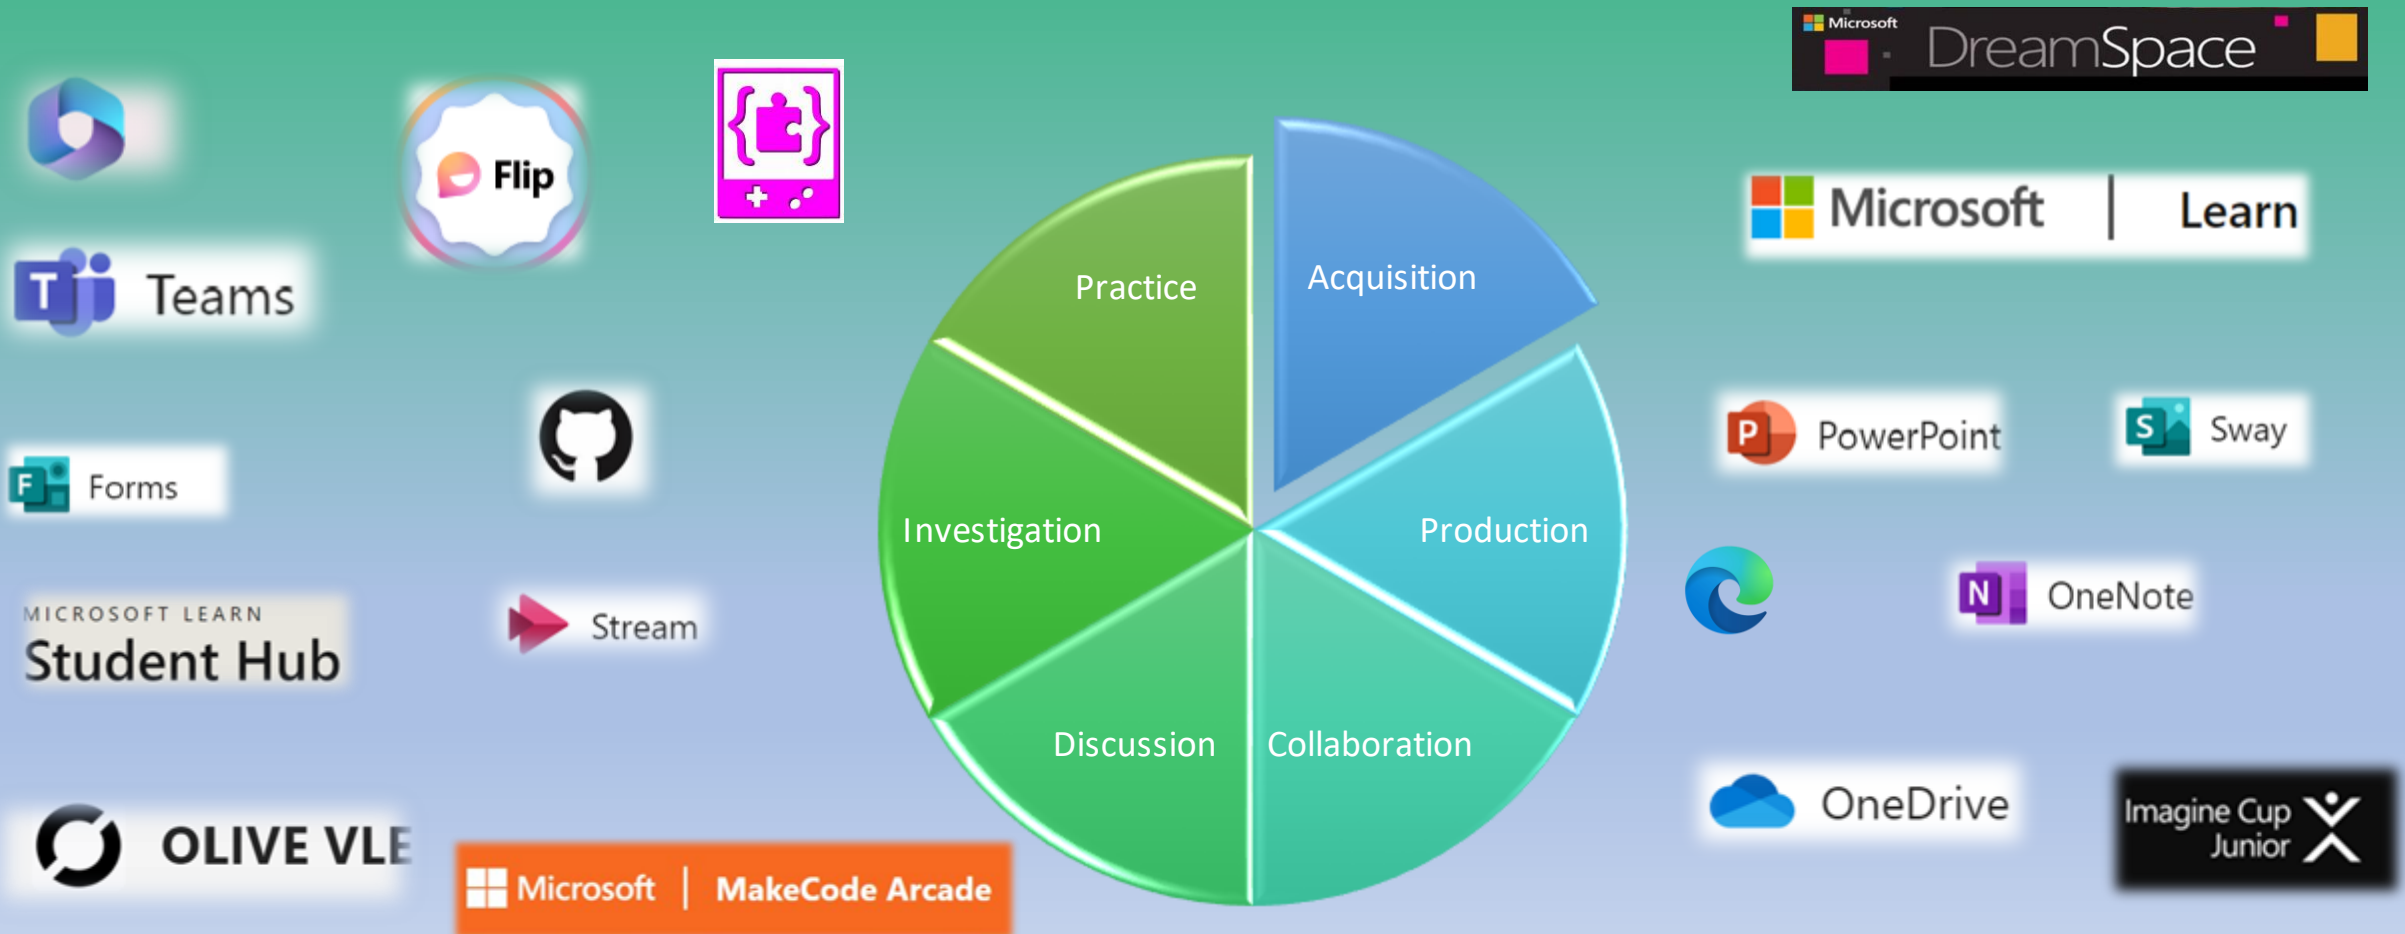 Microsoft
DreamSpace
Flip
Microsoft | Learn
Teams
Practice
Acquisition
PowerPoint
Sway
Forms
Investigation
Production
OneNote
MICROSOFT LEARN
Student Hub
Stream
Discussion
Collaboration
OneDrive
Imagine Cup
Junior
OLIVE VLE
Microsoft | MakeCode Arcade